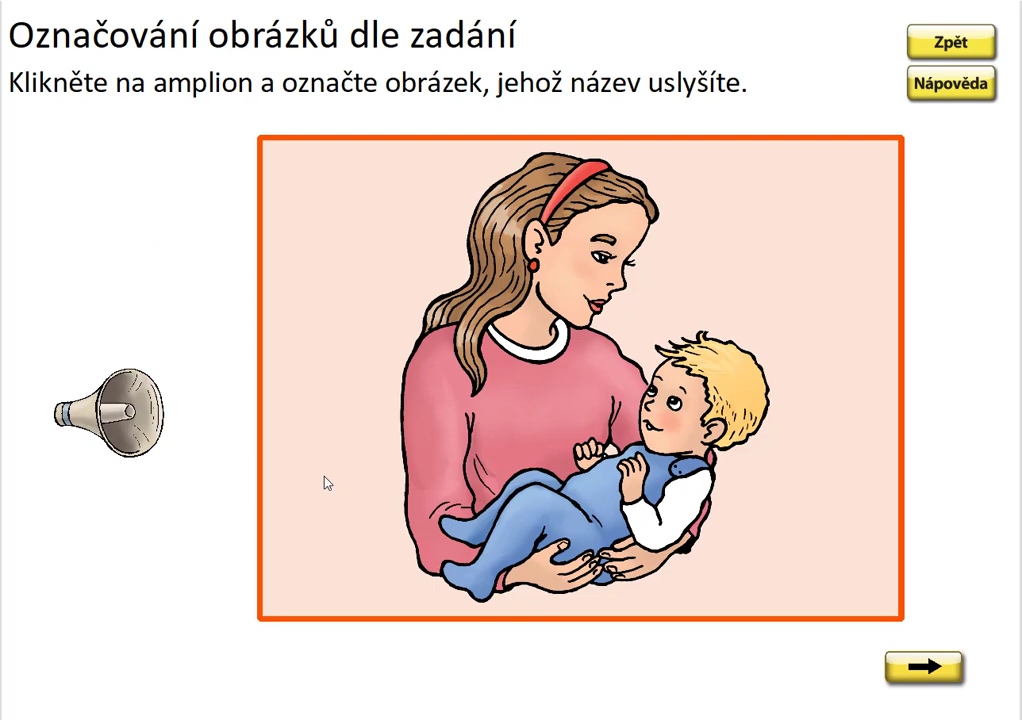 Označování obrázků dle zadání
Klikněte na amplion a označte obrázek, jehož název uslyšíte.
Zpět
Nápověda